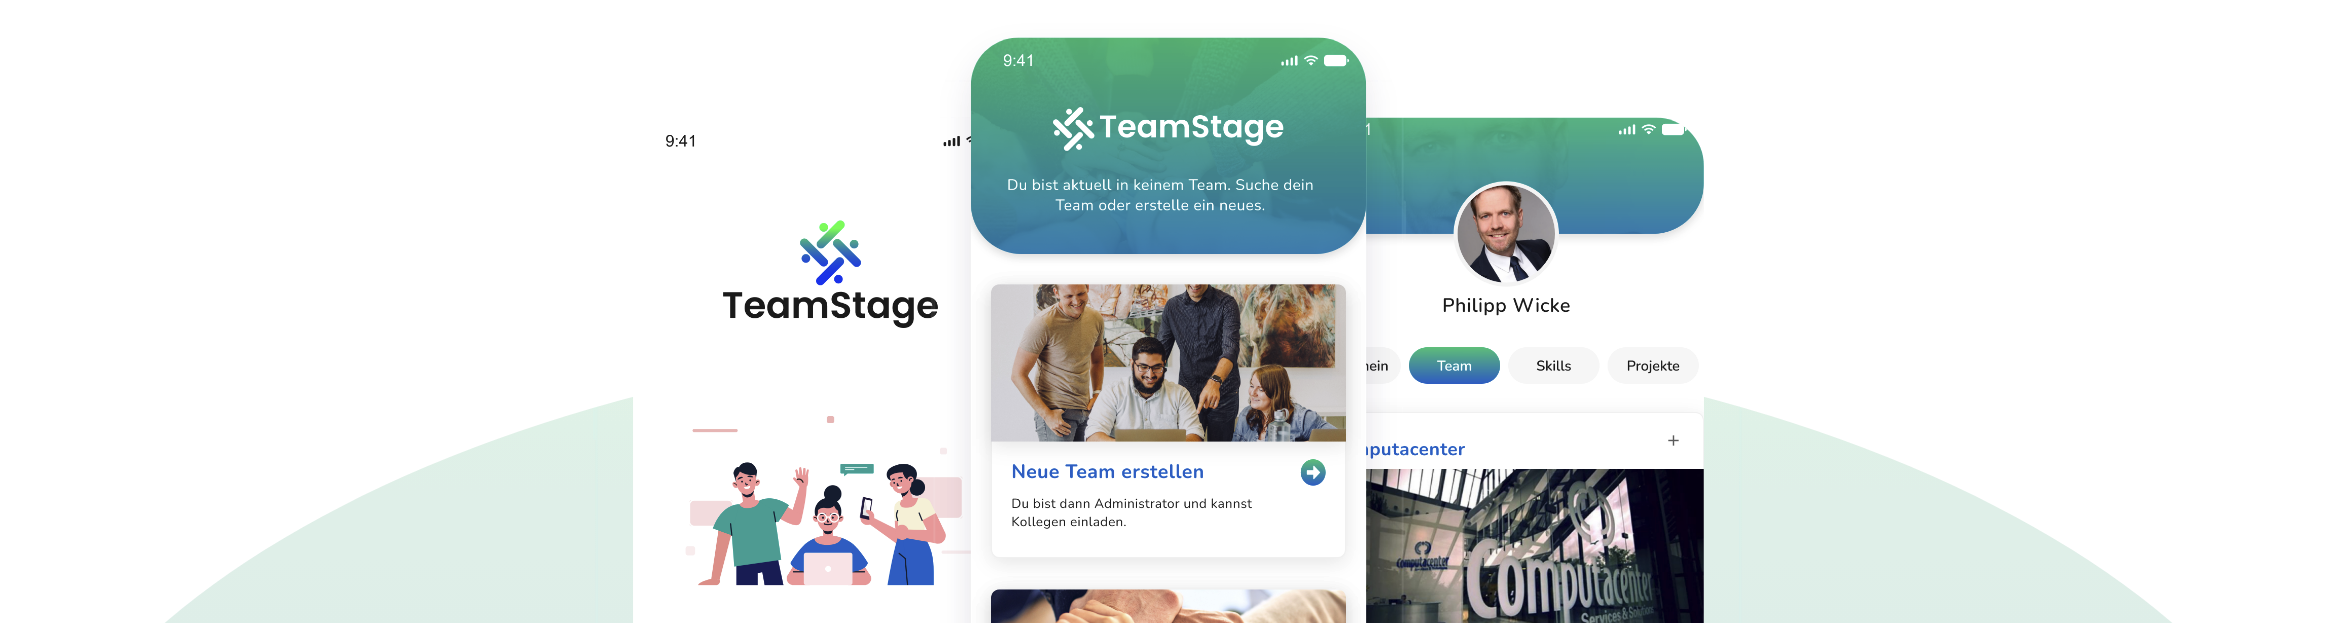 9:41
TeamStage
9:41
TeamStage
Du bist aktuell in keinem Team. Suche dein
Team oder erstelle ein neues.
Neue Team erstellen
Du bist dann Administrator und kannst
Kollegen einladen.
1
Philipp Wicke
nein
Team
Skills
Projekte
nputacenter
+
computacenter
Computacenter
Services & Solutions